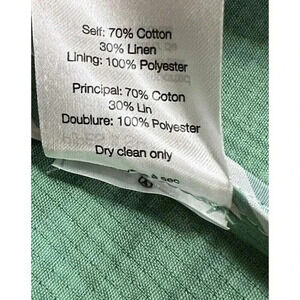 Self: 70% Cotton
30% Linen
Lining: 100% Polyester
Principal: 70% Coton
30% Lin
Doublure: 100% Polyester
Dry clean only
à sec